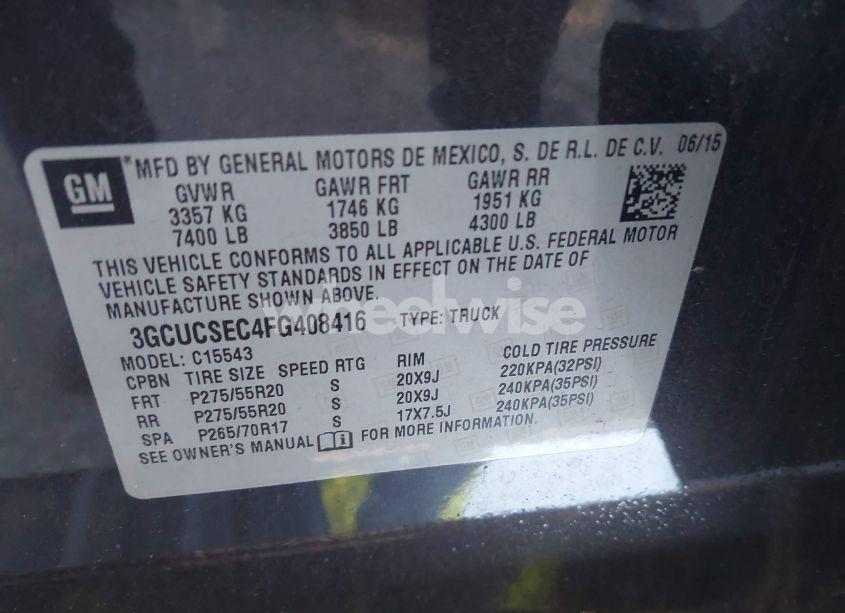 GM
*MFD BY GENERAL MOTORS DE MEXICO, S. DE R.L. DE C.V. 06/15
GVWR GAWR FRT GAWR RR
3357 KG 1746 KG 1951 KG
7400 LB 3850 LB 4300 LB
THIS VEHICLE CONFORMS TO ALL APPLICABLE U.S. FEDERAL MOTOR
VEHICLE SAFETY STANDARDS IN EFFECT ON THE DATE OF
MANUFACTURE SHOWN ABOVE.
wheelwise
3GCUCSEC4FG408416 TYPE: TRUCK
MODEL: C15543
CPBN TIRE SIZE SPEED RTG RIM COLD TIRE PRESSURE
FRT P275/55R20 S 20X9J 220KPA(32PSI)
RR P275/55R20 S 20X9J 240KPA(35PSI)
SPA P265/70R17 S 17X7.5J 240KPA(35PSI)
SEE OWNER'S MANUAL FOR MORE INFORMATION.